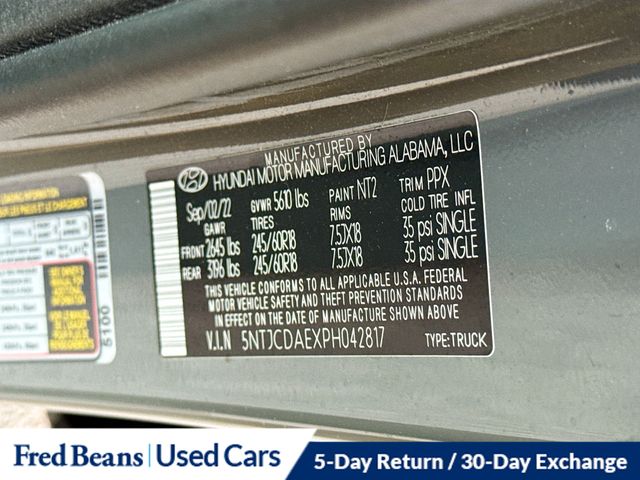 MANUFACTURED BY
HYUNDAI MOTOR MANUFACTURING ALABAMA, LLC
Sep/02/22 GVWR 5610 lbs PAINT NT2 TRIM PPX
GAWR TIRES RIMS COLD TIRE INFL
FRONT 2645 lbs 245/60R18 7.5JX18 35 psi SINGLE
REAR 3196 lbs 245/60R18 7.5JX18 35 psi SINGLE
THIS VEHICLE CONFORMS TO ALL APPLICABLE U.S.A. FEDERAL
MOTOR VEHICLE SAFETY AND THEFT PREVENTION STANDARDS
IN EFFECT ON THE DATE OF MANUFACTURE SHOWN ABOVE
V.I.N 5NTJCDAEXPH042817 TYPE:TRUCK
LOADING INFORMATION
5100
Fred Beans Used Cars
5-Day Return / 30-Day Exchange